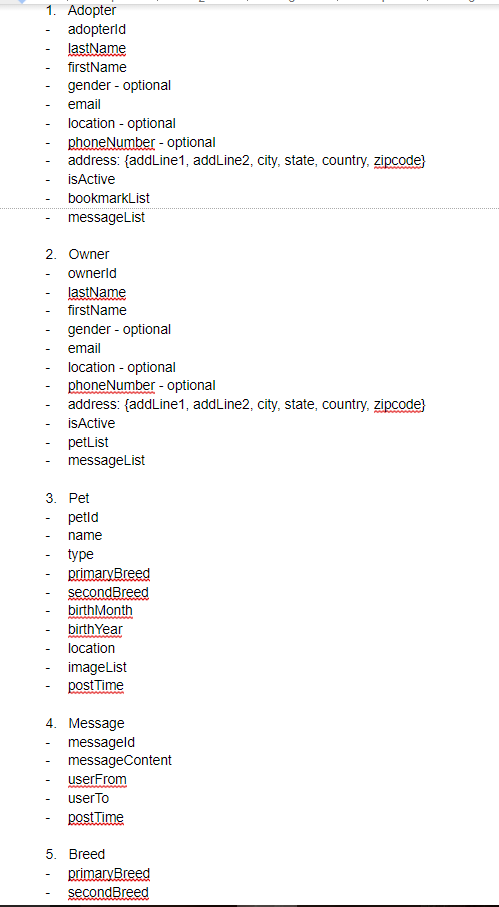 1. Adopter
- adopterId
- lastName
- firstName
- gender - optional
- email
- location - optional
- phoneNumber - optional
- address: {addLine1, addLine2, city, state, country, zipcode}
- isActive
- bookmarkList
- messageList
2. Owner
- ownerId
- lastName
- firstName
- gender - optional
- email
- location - optional
- phoneNumber - optional
- address: {addLine1, addLine2, city, state, country, zipcode}
- isActive
- petList
- messageList
3. Pet
- petId
- name
- type
- primaryBreed
- secondBreed
- birthMonth
- birthYear
- location
- imageList
- postTime
4. Message
- messageId
- messageContent
- userFrom
- userTo
- postTime
5. Breed
- primaryBreed
- secondBreed